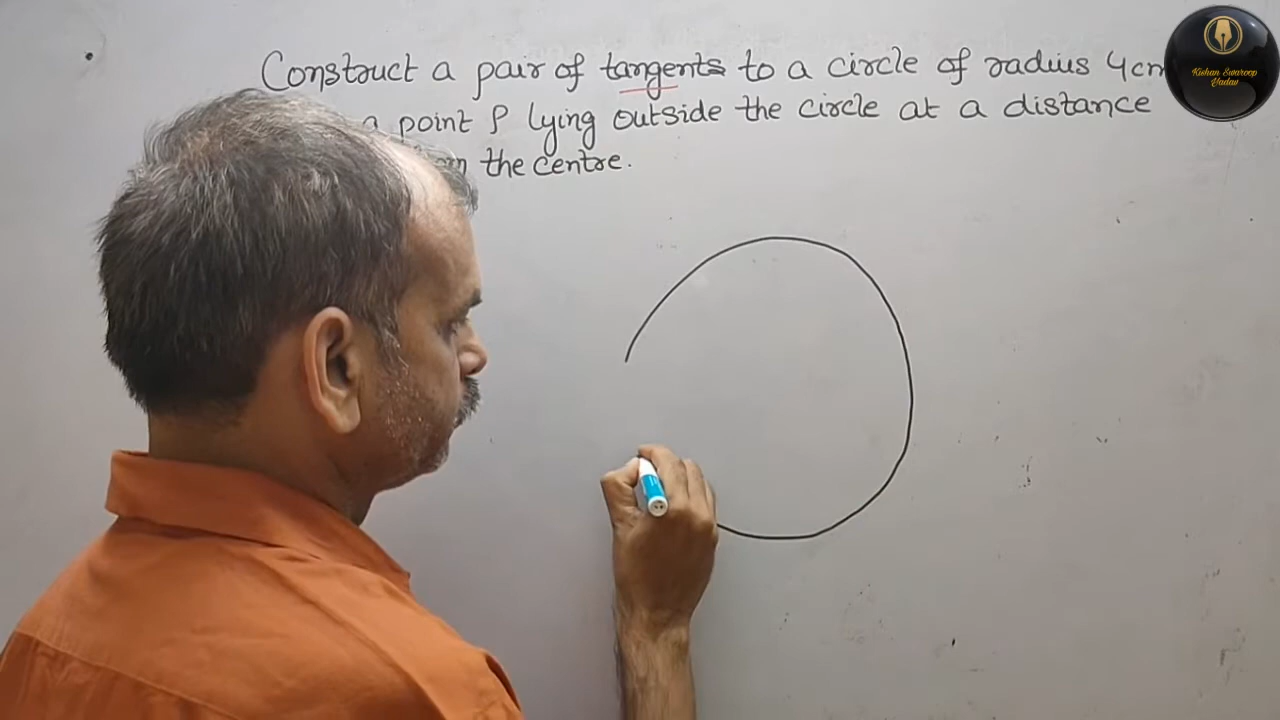 Construct a pair of tangents to a circle of radius 4cm
a point P lying outside the circle at a distance
the centre.
Kishan Swaroop
Yadav